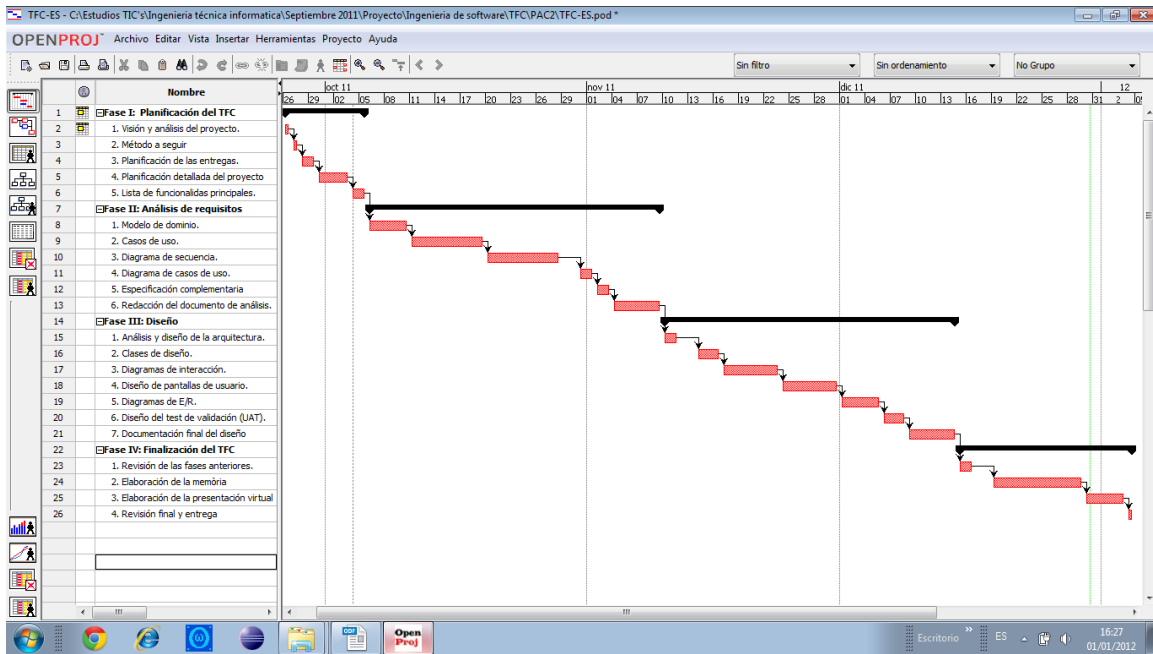 TFC-ES - C:\Estudios TIC's\Ingenieria técnica informatica\Septiembre 2011\Proyecto\Ingenieria de software\TFC\PAC2\TFC-ES.pod *
OPENPROJ Archivo Editar Vista Insertar Herramientas Proyecto Ayuda
Sin filtro Sin ordenamiento No Grupo
Nombre
oct 11 nov 11 dic 11 12
26 29 02 05 08 11 14 17 20 23 26 29 01 04 07 10 13 16 19 22 25 28 01 04 07 10 13 16 19 22 25 28 31 2
1 Fase I: Planificación del TFC
2 1. Visión y análisis del proyecto.
3 2. Método a seguir
4 3. Planificación de las entregas.
5 4. Planificación detallada del proyecto
6 5. Lista de funcionalidas principales.
7 Fase II: Análisis de requisitos
8 1. Modelo de dominio.
9 2. Casos de uso.
10 3. Diagrama de secuencia.
11 4. Diagrama de casos de uso.
12 5. Especificación complementaria
13 6. Redacción del documento de análisis.
14 Fase III: Diseño
15 1. Análisis y diseño de la arquitectura.
16 2. Clases de diseño.
17 3. Diagramas de interacción.
18 4. Diseño de pantallas de usuario.
19 5. Diagramas de E/R.
20 6. Diseño del test de validación (UAT).
21 7. Documentación final del diseño
22 Fase IV: Finalización del TFC
23 1. Revisión de las fases anteriores.
24 2. Elaboración de la memòria
25 3. Elaboración de la presentación virtual
26 4. Revisión final y entrega
ODF
Open
Proj
Escritorio » ES 16:27
01/01/2012